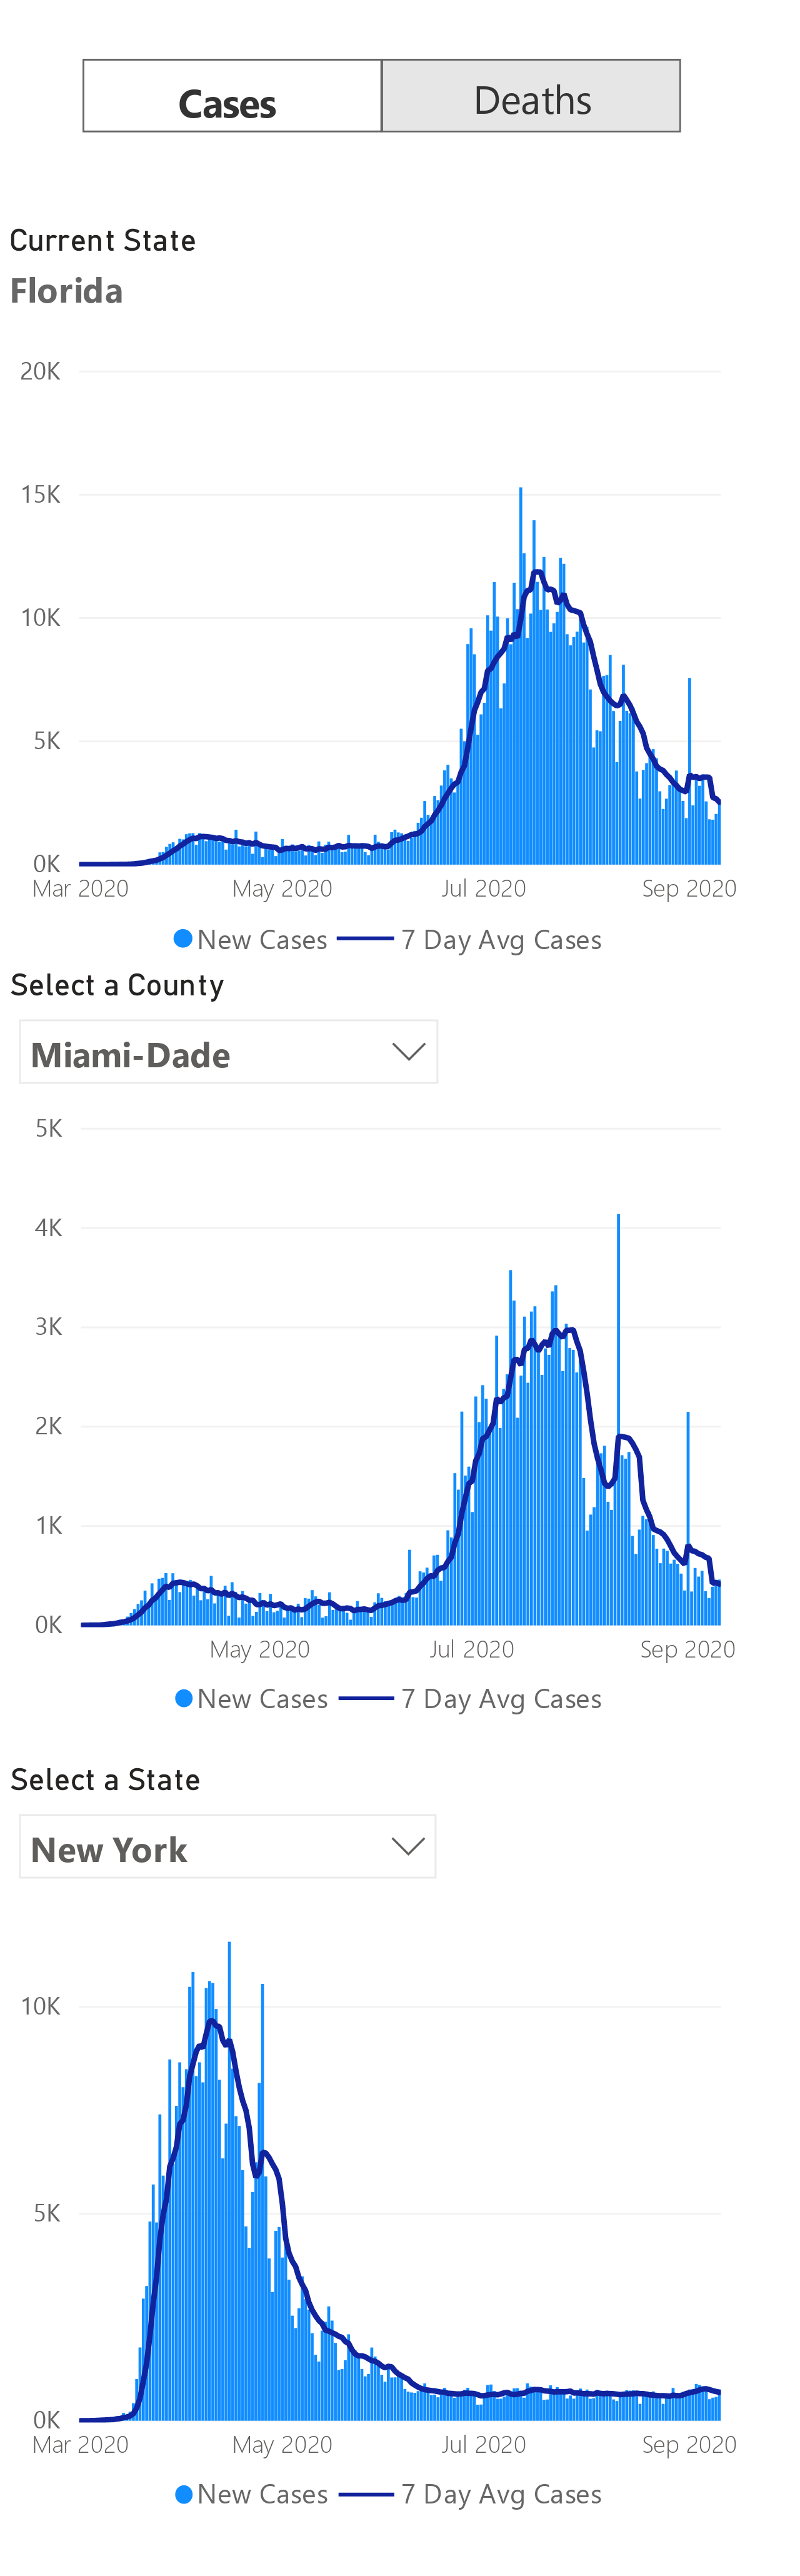 Cases Deaths
Current State
Florida
20K
15K
10K
5K
0K
Mar 2020 May 2020 Jul 2020 Sep 2020
New Cases 7 Day Avg Cases
Select a County
Miami-Dade
5K
4K
3K
2K
1K
0K
May 2020 Jul 2020 Sep 2020
New Cases 7 Day Avg Cases
Select a State
New York
10K
5K
0K
Mar 2020 May 2020 Jul 2020 Sep 2020
New Cases 7 Day Avg Cases